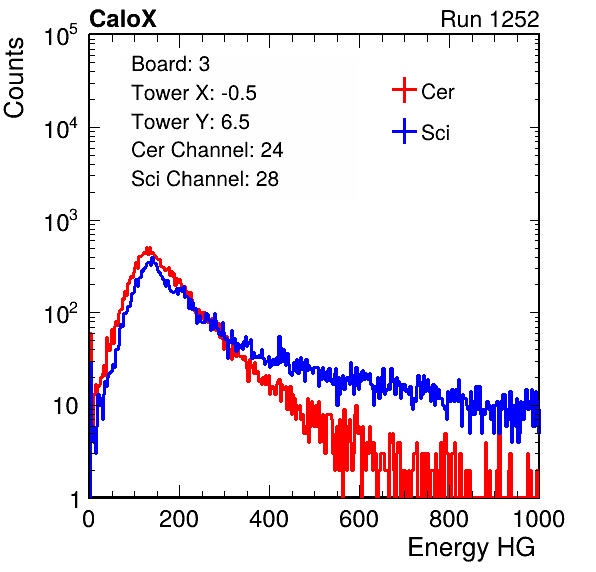 CaloX
Run 1252
Counts
Board: 3
Tower X: -0.5
Tower Y: 6.5
Cer Channel: 24
Sci Channel: 28
Cer
Sci
10^5
10^4
10^3
10^2
10
1
0 200 400 600 800 1000
Energy HG